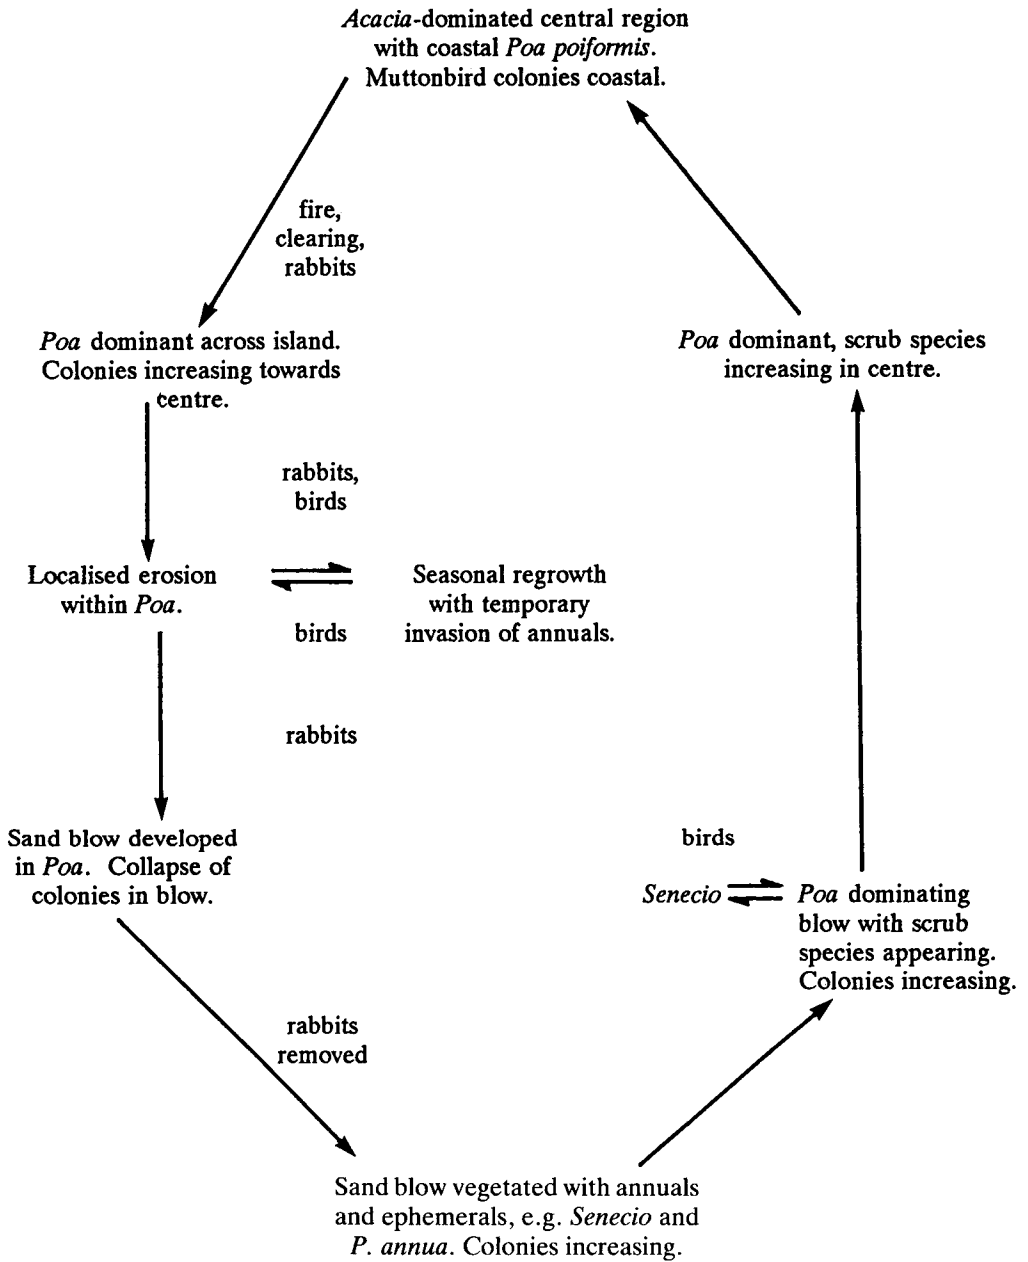 Acacia-dominated central region
with coastal Poa poiformis.
Muttonbird colonies coastal.
fire,
clearing,
rabbits
Poa dominant across island.
Colonies increasing towards
centre.
Poa dominant, scrub species
increasing in centre.
rabbits,
birds
Localised erosion
within Poa.
Seasonal regrowth
with temporary
invasion of annuals.
birds
rabbits
Sand blow developed
in Poa. Collapse of
colonies in blow.
birds
Senecio
Poa dominating
blow with scrub
species appearing.
Colonies increasing.
rabbits
removed
Sand blow vegetated with annuals
and ephemerals, e.g. Senecio and
P. annua. Colonies increasing.